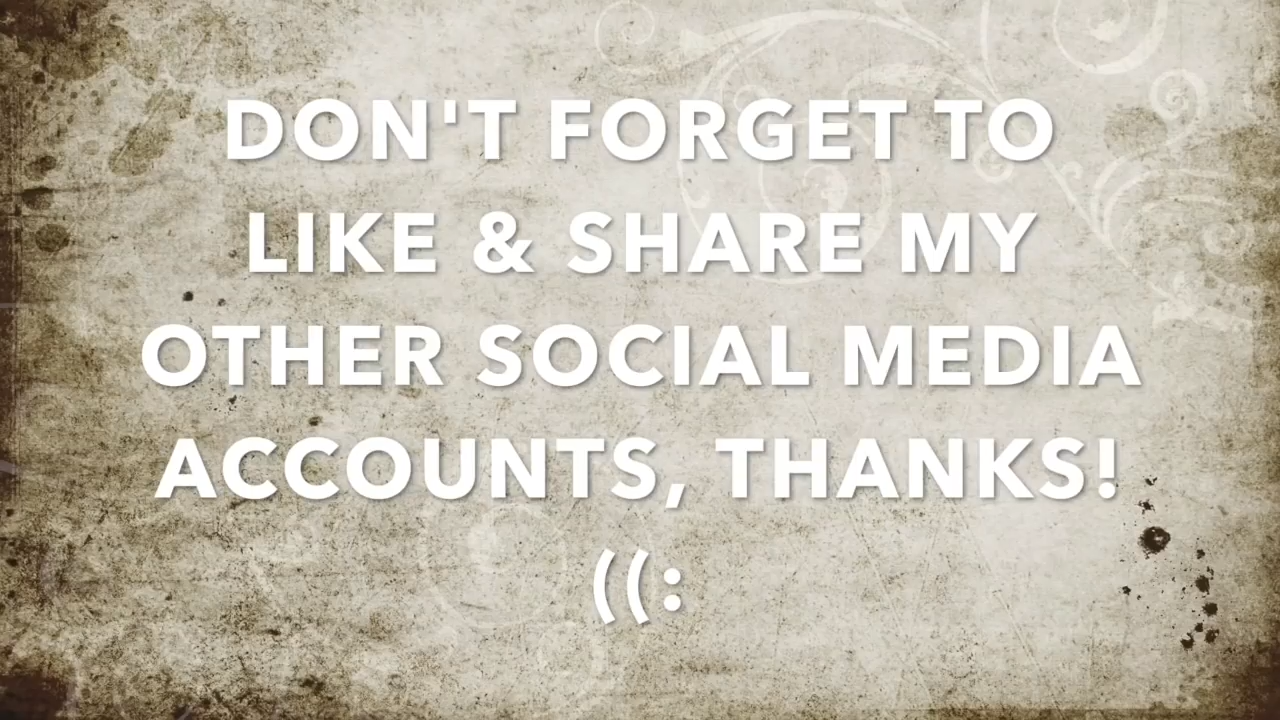 DON'T FORGET TO
LIKE & SHARE MY
OTHER SOCIAL MEDIA
ACCOUNTS, THANKS!
((: